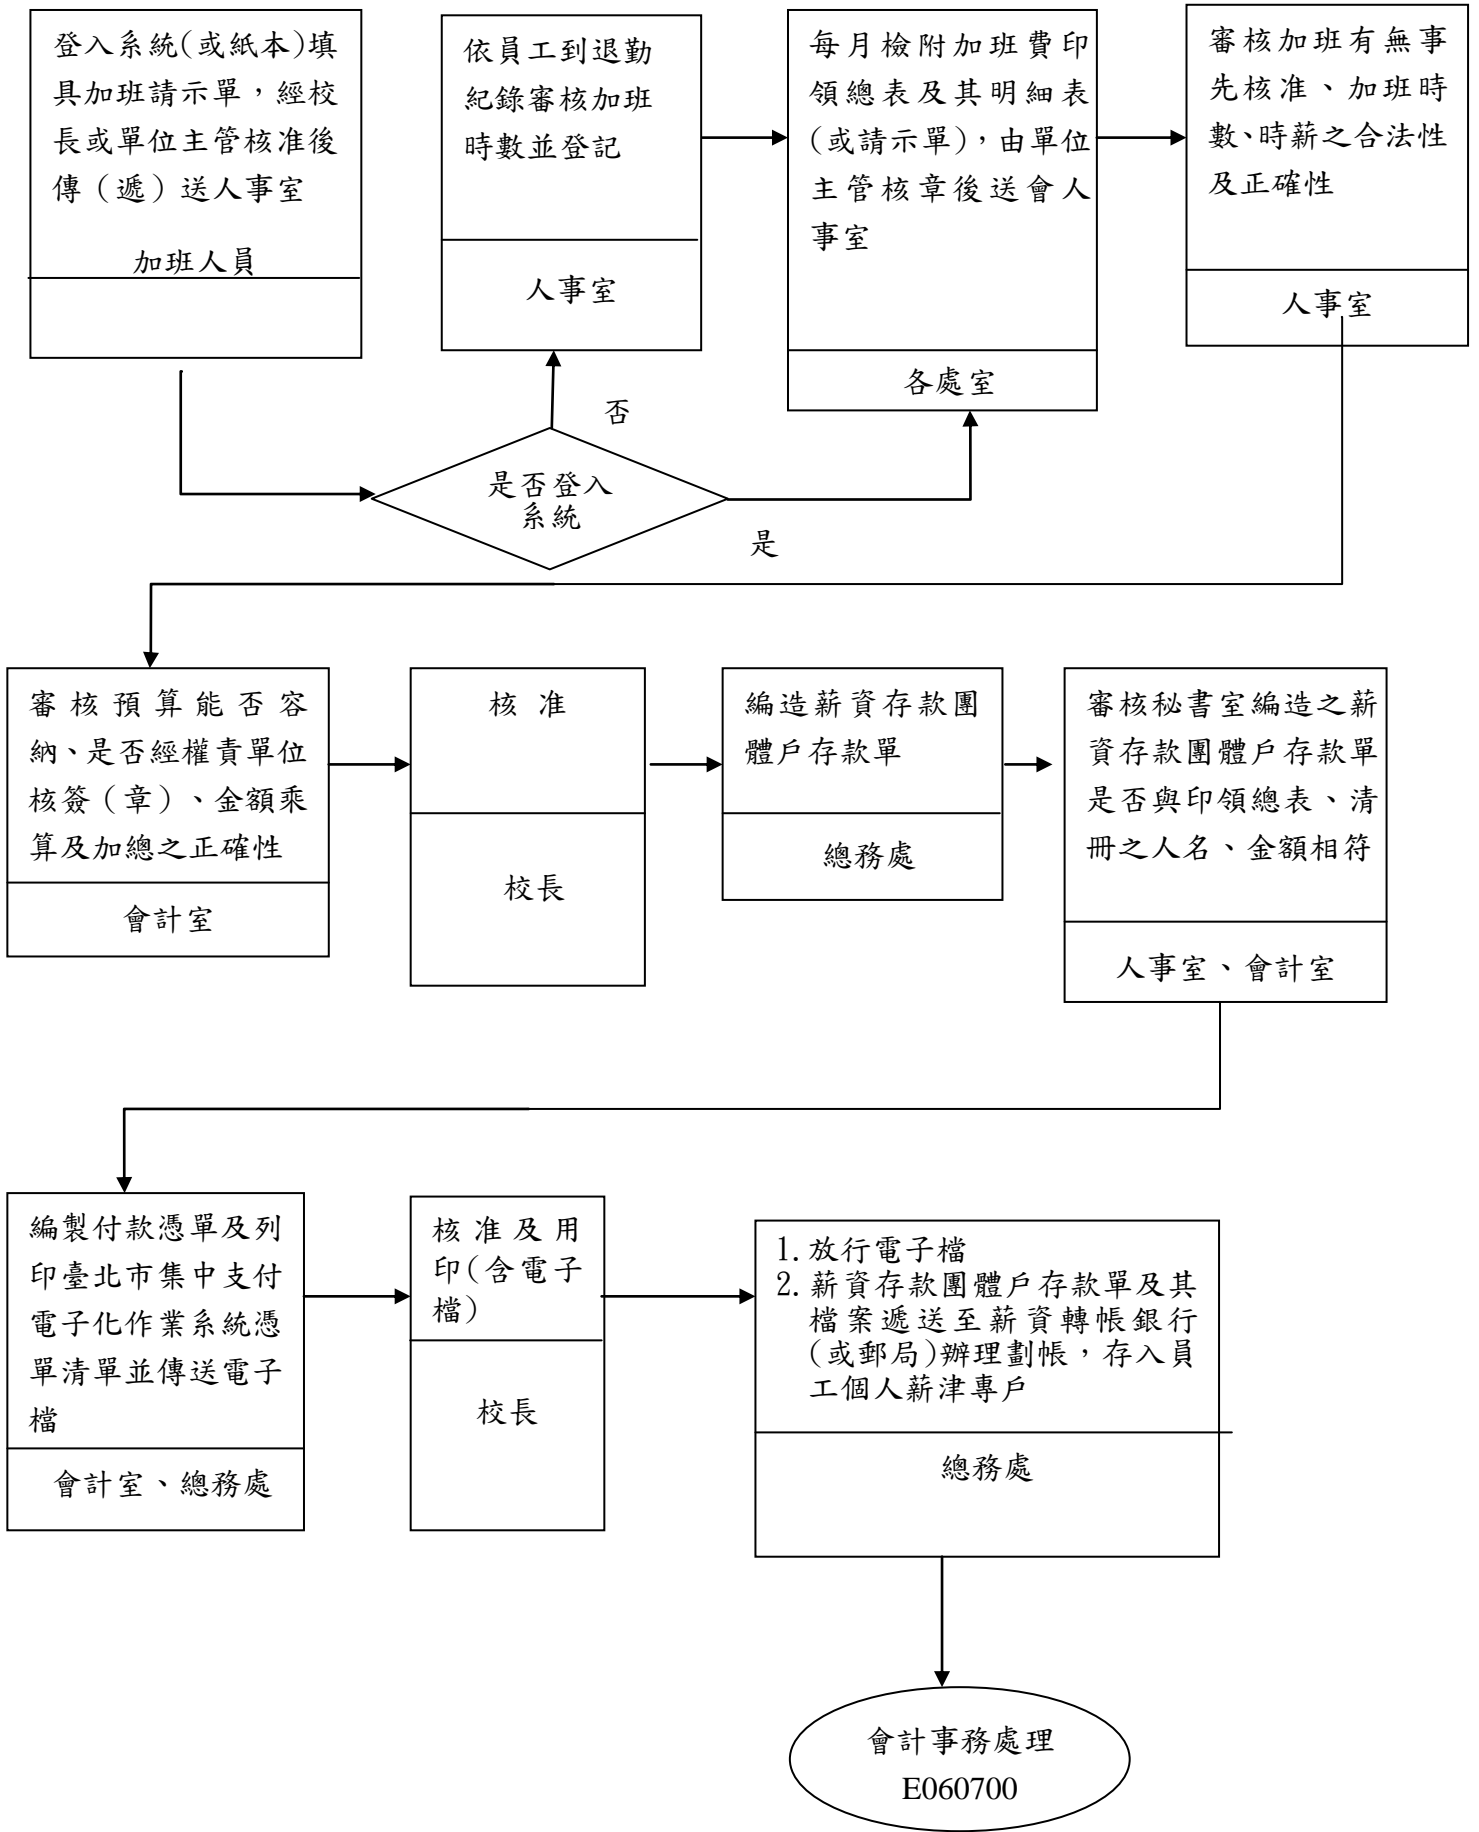 登入系統(或紙本)填
具加班請示單，經校
長或單位主管核准後
傳（遞）送人事室
加班人員
依員工到退勤
紀錄審核加班
時數並登記
人事室
每月檢附加班費印
領總表及其明細表
(或請示單)，由單位
主管核章後送會人
事室
各處室
審核加班有無事
先核准、加班時
數、時薪之合法性
及正確性
人事室
否
是否登入
系統
是
審核預算能否容
納、是否經權責單位
核簽（章）、金額乘
算及加總之正確性
會計室
核 准
校長
編造薪資存款團
體戶存款單
總務處
審核秘書室編造之薪
資存款團體戶存款單
是否與印領總表、清
冊之人名、金額相符
人事室、會計室
編製付款憑單及列
印臺北市集中支付
電子化作業系統憑
單清單並傳送電子
檔
會計室、總務處
核准及用
印(含電子
檔)
校長
1.放行電子檔
2.薪資存款團體戶存款單及其
檔案遞送至薪資轉帳銀行
(或郵局)辦理劃帳，存入員
工個人薪津專戶
總務處
會計事務處理
E060700